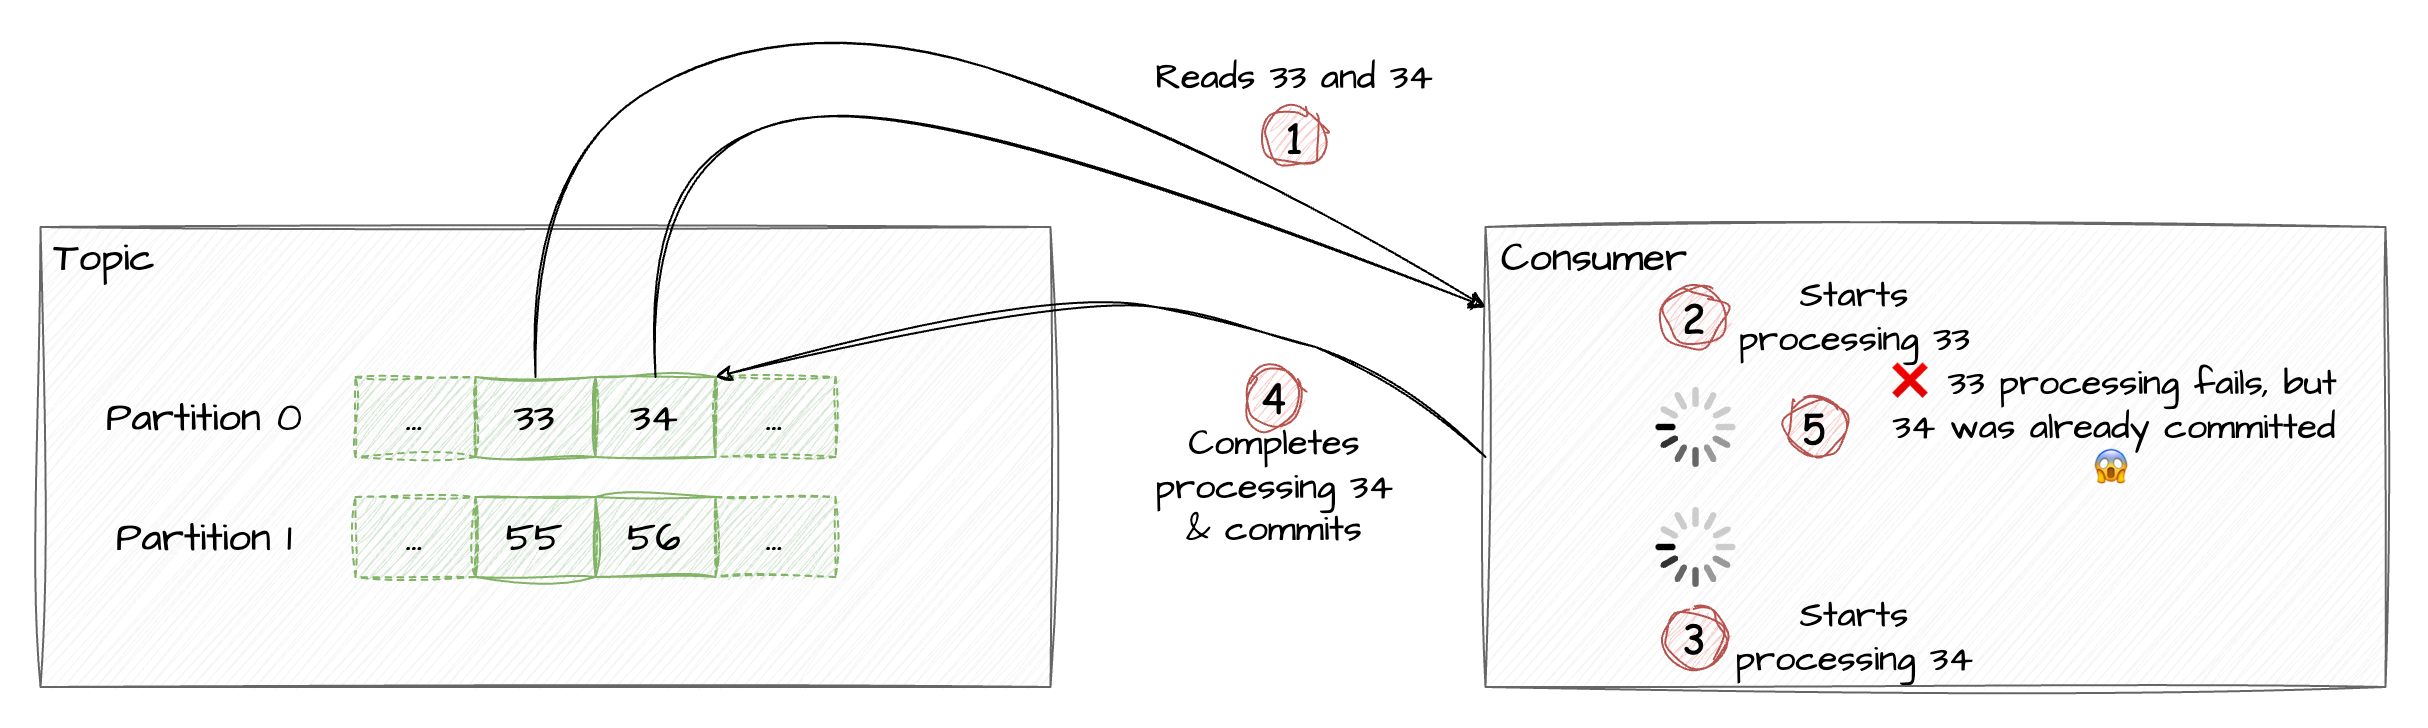 Reads 33 and 34
1
Topic
Partition 0
... 33 34 ...
Partition 1
... 55 56 ...
4
Completes
processing 34
& commits
Consumer
2
Starts
processing 33
5
❌ 33 processing fails, but
34 was already committed
😱
3
Starts
processing 34